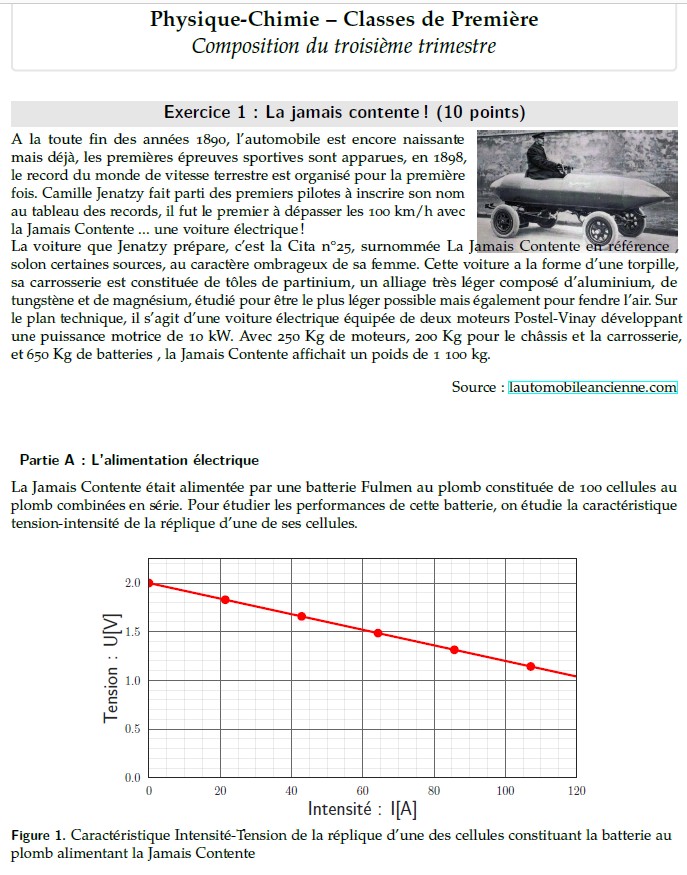 Physique-Chimie – Classes de Première
Composition du troisième trimestre
Exercice 1 : La jamais contente ! (10 points)
A la toute fin des années 1890, l'automobile est encore naissante
mais déjà, les premières épreuves sportives sont apparues, en 1898,
le record du monde de vitesse terrestre est organisé pour la première
fois. Camille Jenatzy fait parti des premiers pilotes à inscrire son nom
au tableau des records, il fut le premier à dépasser les 100 km/h avec
la Jamais Contente ... une voiture électrique !
La voiture que Jenatzy prépare, c'est la Cita n°25, surnommée La Jamais Contente en référence ,
solon certaines sources, au caractère ombrageux de sa femme. Cette voiture a la forme d'une torpille,
sa carrosserie est constituée de tôles de partinium, un alliage très léger composé d'aluminium, de
tungstène et de magnésium, étudié pour être le plus léger possible mais également pour fendre l'air. Sur
le plan technique, il s'agit d'une voiture électrique équipée de deux moteurs Postel-Vinay développant
une puissance motrice de 10 kW. Avec 250 Kg de moteurs, 200 Kg pour le châssis et la carrosserie,
et 650 Kg de batteries , la Jamais Contente affichait un poids de 1 100 kg.
Source : lautomobileancienne.com
Partie A : L'alimentation électrique
La Jamais Contente était alimentée par une batterie Fulmen au plomb constituée de 100 cellules au
plomb combinées en série. Pour étudier les performances de cette batterie, on étudie la caractéristique
tension-intensité de la réplique d'une de ses cellules.
Tension : U[V]
2.0
1.5
1.0
0.5
0.0
0 20 40 60 80 100 120
Intensité : I[A]
Figure 1. Caractéristique Intensité-Tension de la réplique d'une des cellules constituant la batterie au
plomb alimentant la Jamais Contente